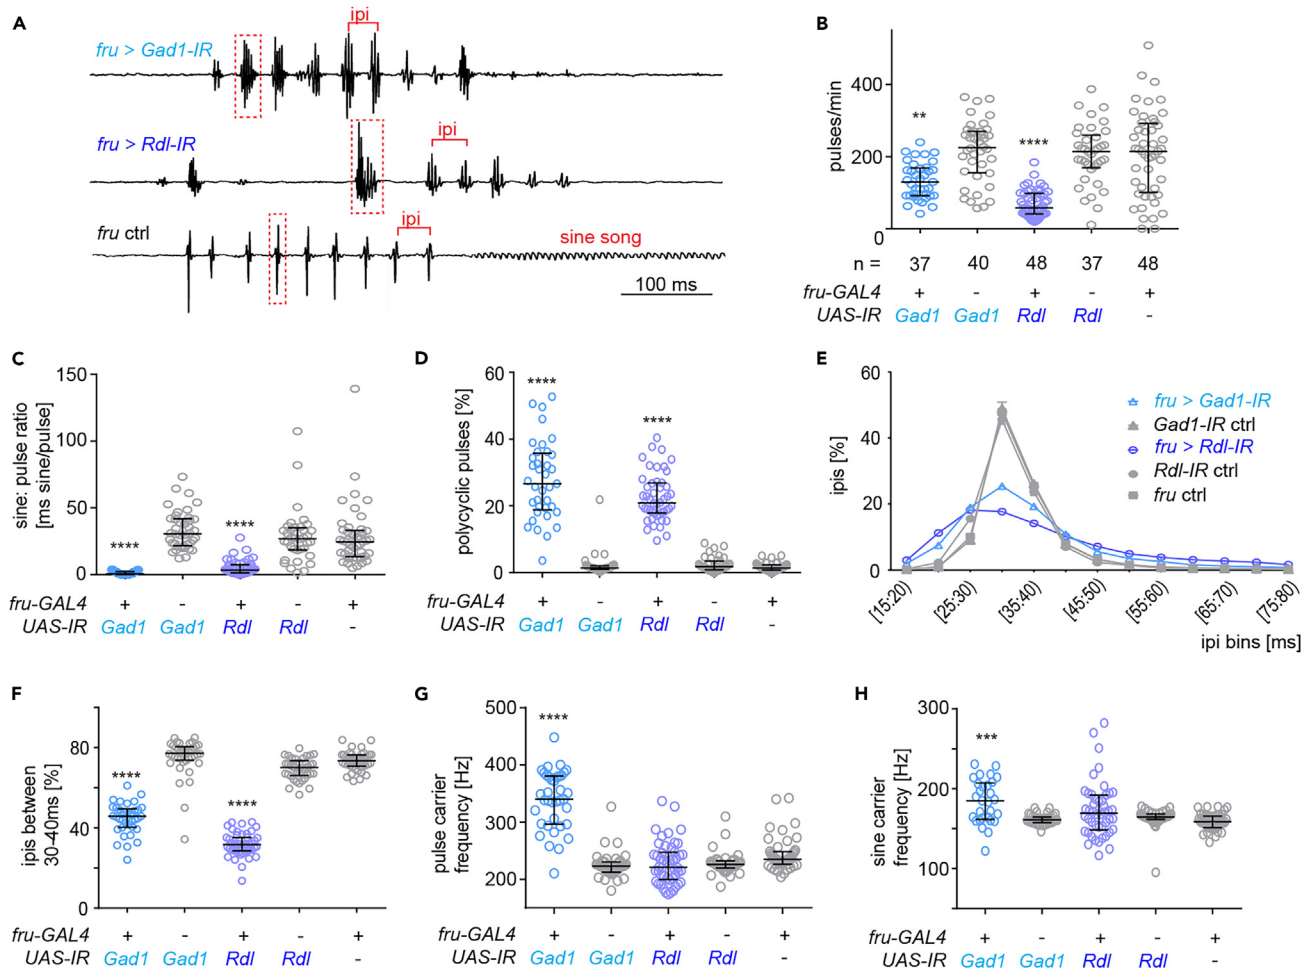 A
fru > Gad1-IR
ipi
fru > Rdl-IR
ipi
fru ctrl
ipi
sine song
100 ms
B
pulses/min
400
200
0
**
****
n = 37 40 48 37 48
fru-GAL4 + - + - +
UAS-IR Gad1 Gad1 Rdl Rdl -
C
sine: pulse ratio
[ms sine/pulse]
150
100
50
0
****
****
fru-GAL4 + - + - +
UAS-IR Gad1 Gad1 Rdl Rdl -
D
polycyclic pulses [%]
60
40
20
0
****
****
fru-GAL4 + - + - +
UAS-IR Gad1 Gad1 Rdl Rdl -
E
ipis [%]
60
40
20
0
fru > Gad1-IR
Gad1-IR ctrl
fru > Rdl-IR
Rdl-IR ctrl
fru ctrl
[15:20) [25:30) [35:40) [45:50) [55:60) [65:70) [75:80)
ipi bins [ms]
F
ipis between
30-40ms [%]
80
40
0
****
****
fru-GAL4 + - + - +
UAS-IR Gad1 Gad1 Rdl Rdl -
G
pulse carrier
frequency [Hz]
500
400
300
200
****
fru-GAL4 + - + - +
UAS-IR Gad1 Gad1 Rdl Rdl -
H
sine carrier
frequency [Hz]
300
200
100
***
fru-GAL4 + - + - +
UAS-IR Gad1 Gad1 Rdl Rdl -